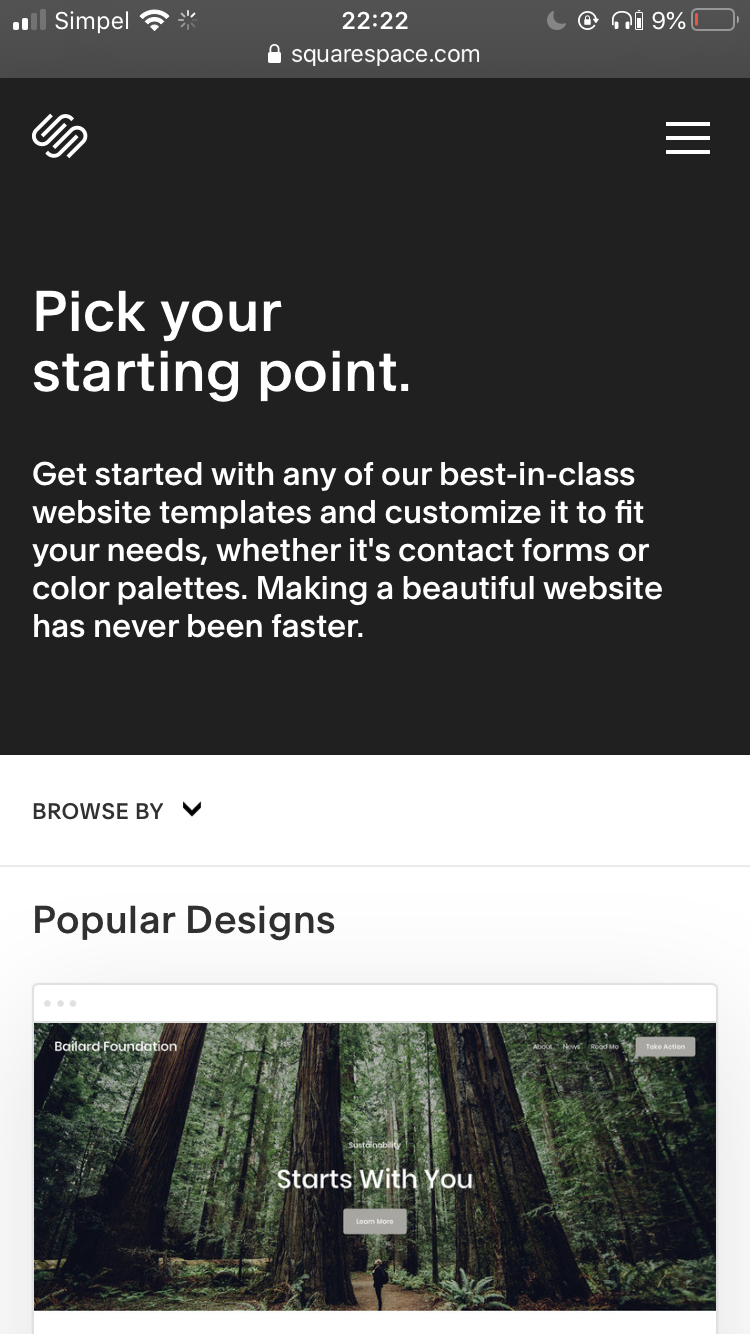 Simpel 22:22 9%
squarespace.com
Pick your
starting point.
Get started with any of our best-in-class
website templates and customize it to fit
your needs, whether it's contact forms or
color palettes. Making a beautiful website
has never been faster.
BROWSE BY
Popular Designs
Bailard Foundation About News Read Me Take Action
Sustainability
Starts With You
Learn More